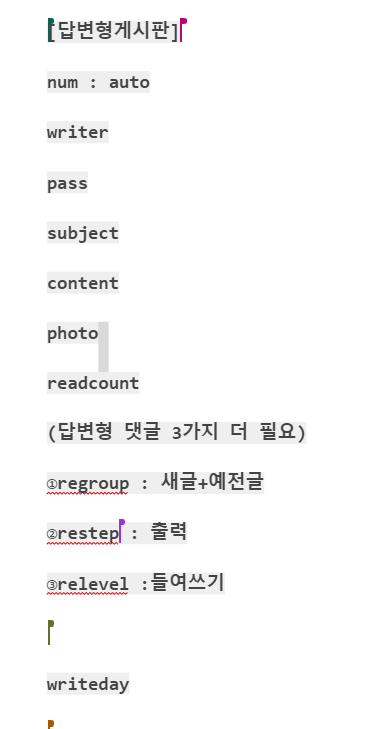 [답변형게시판]
num : auto
writer
pass
subject
content
photo
readcount
(답변형 댓글 3가지 더 필요)
①regroup : 새글+예전글
②restep : 출력
③relevel :들여쓰기
writeday